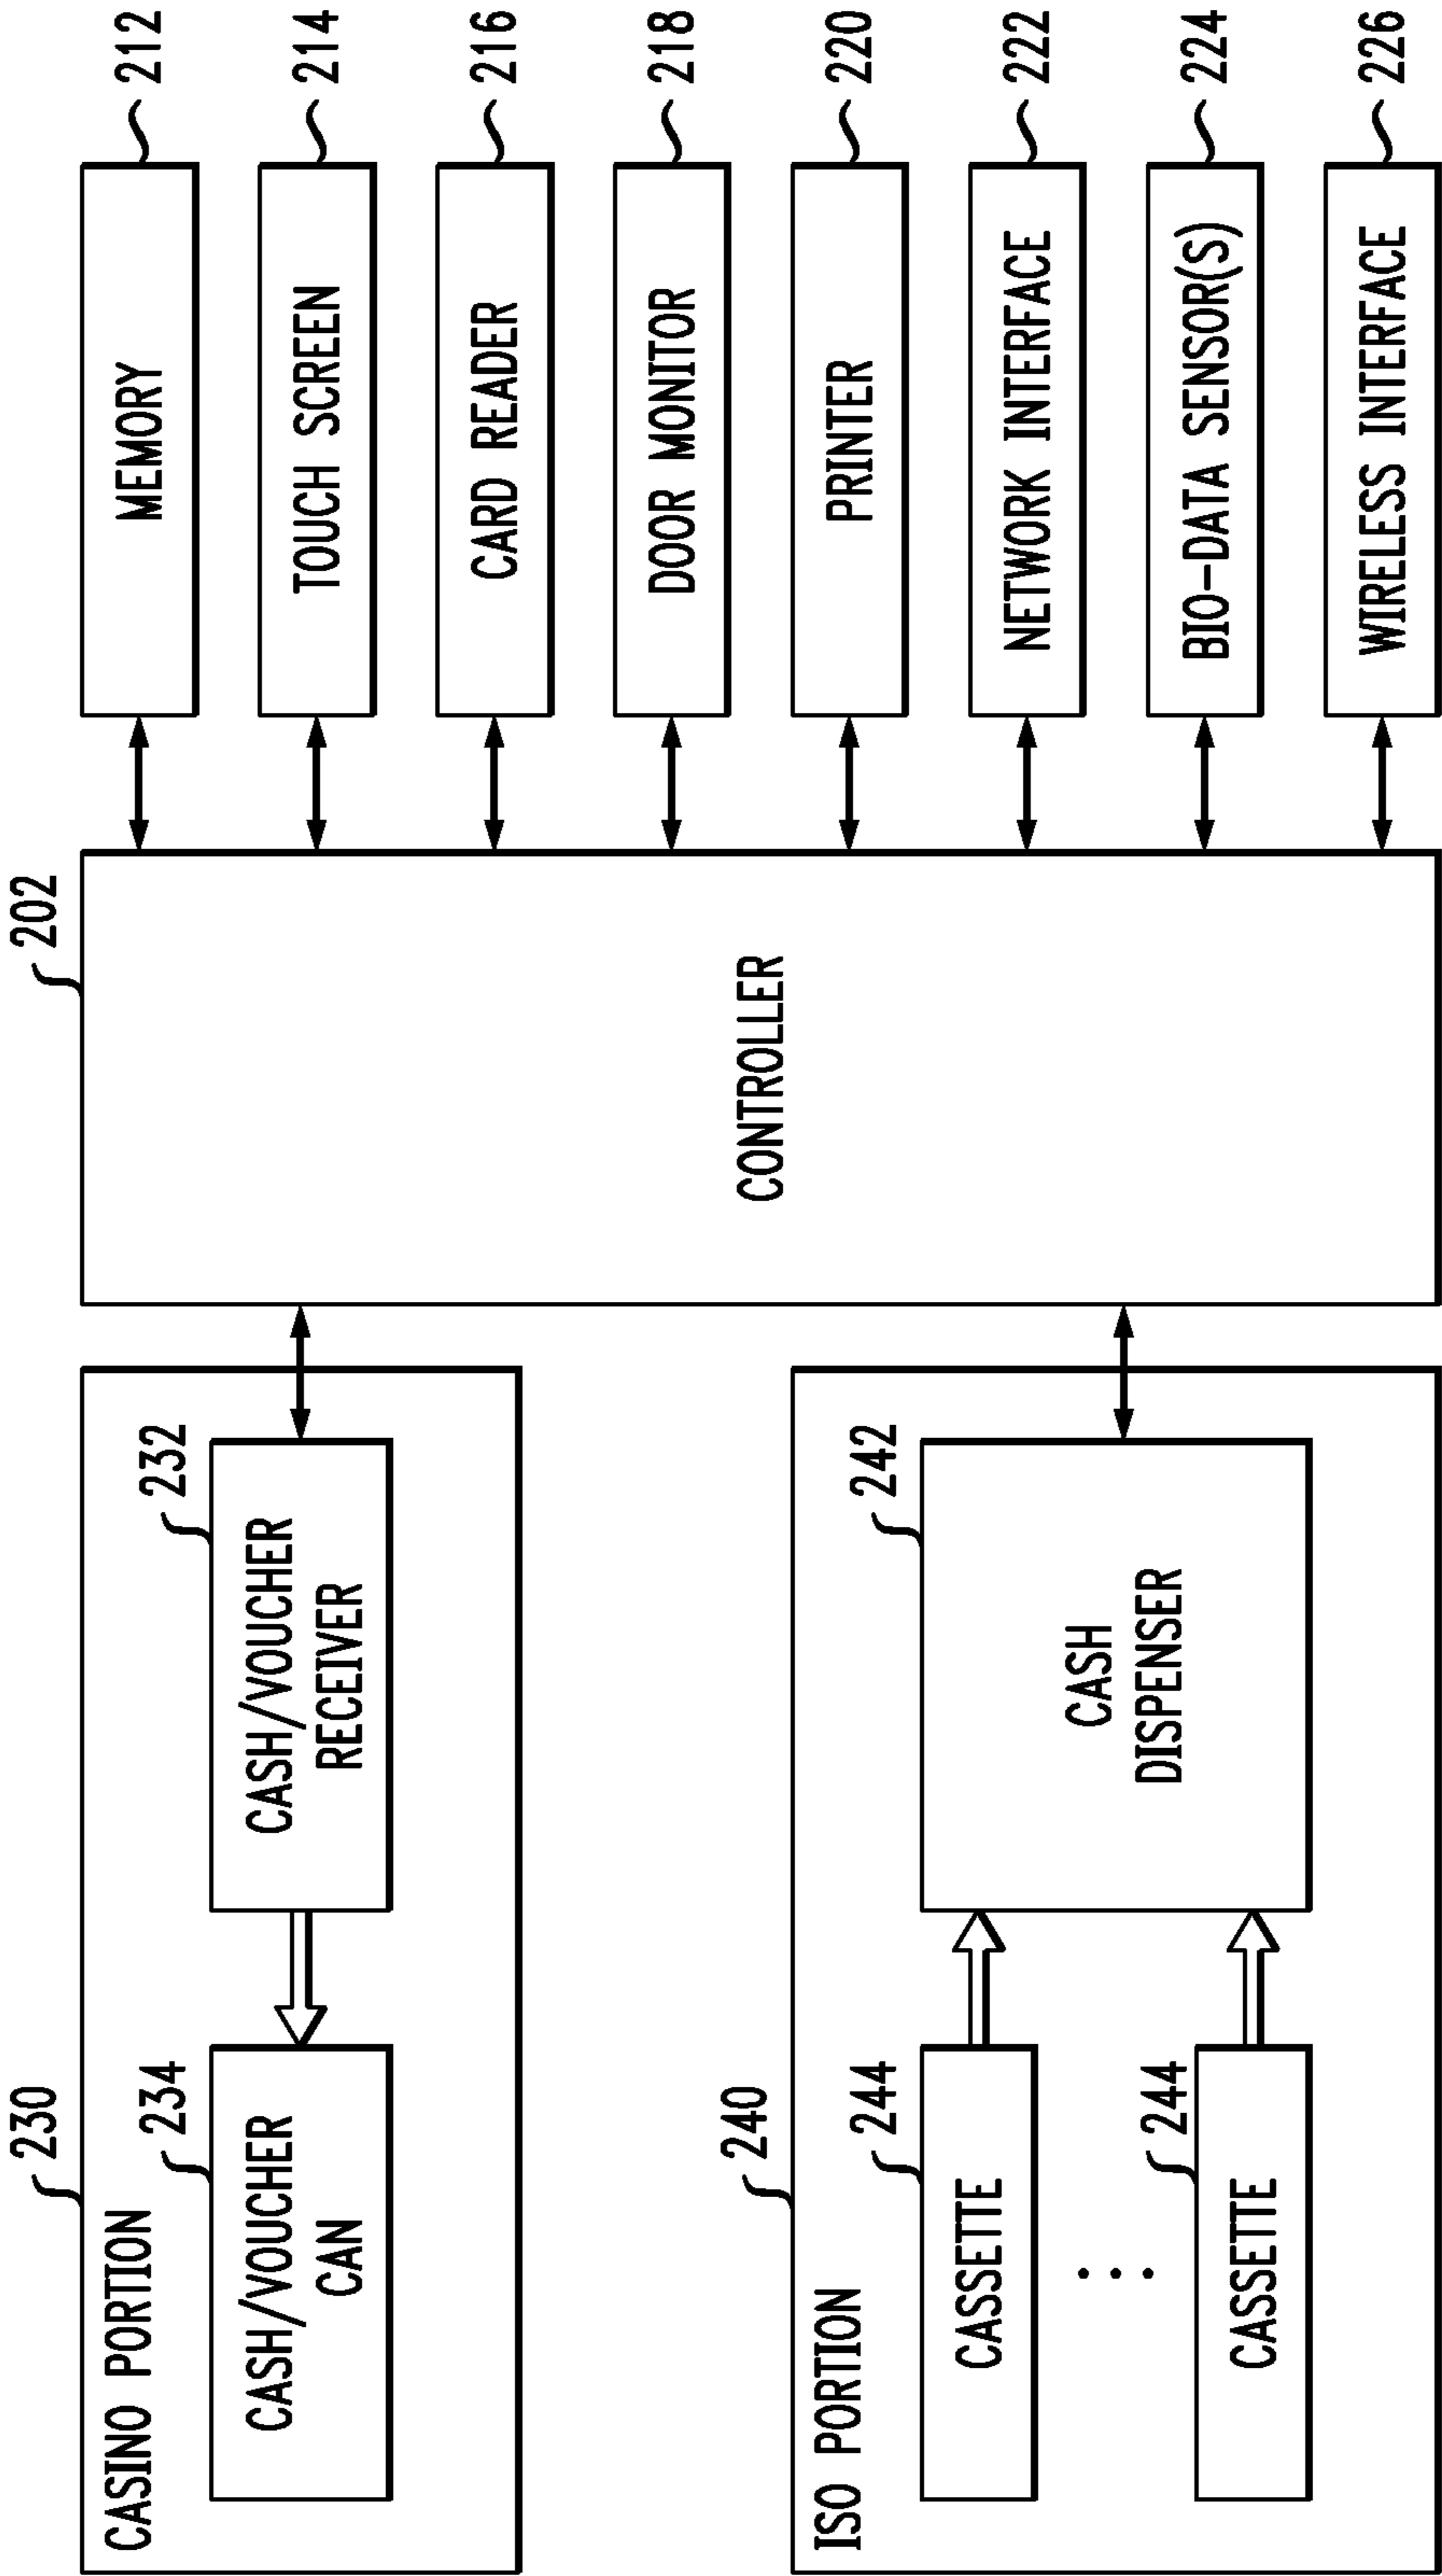 230
CASINO PORTION
234
CASH/VOUCHER
CAN
232
CASH/VOUCHER
RECEIVER
240
ISO PORTION
244
CASSETTE
244
CASSETTE
242
CASH
DISPENSER
202
CONTROLLER
MEMORY
212
TOUCH SCREEN
214
CARD READER
216
DOOR MONITOR
218
PRINTER
220
NETWORK INTERFACE
222
BIO-DATA SENSOR(S)
224
WIRELESS INTERFACE
226